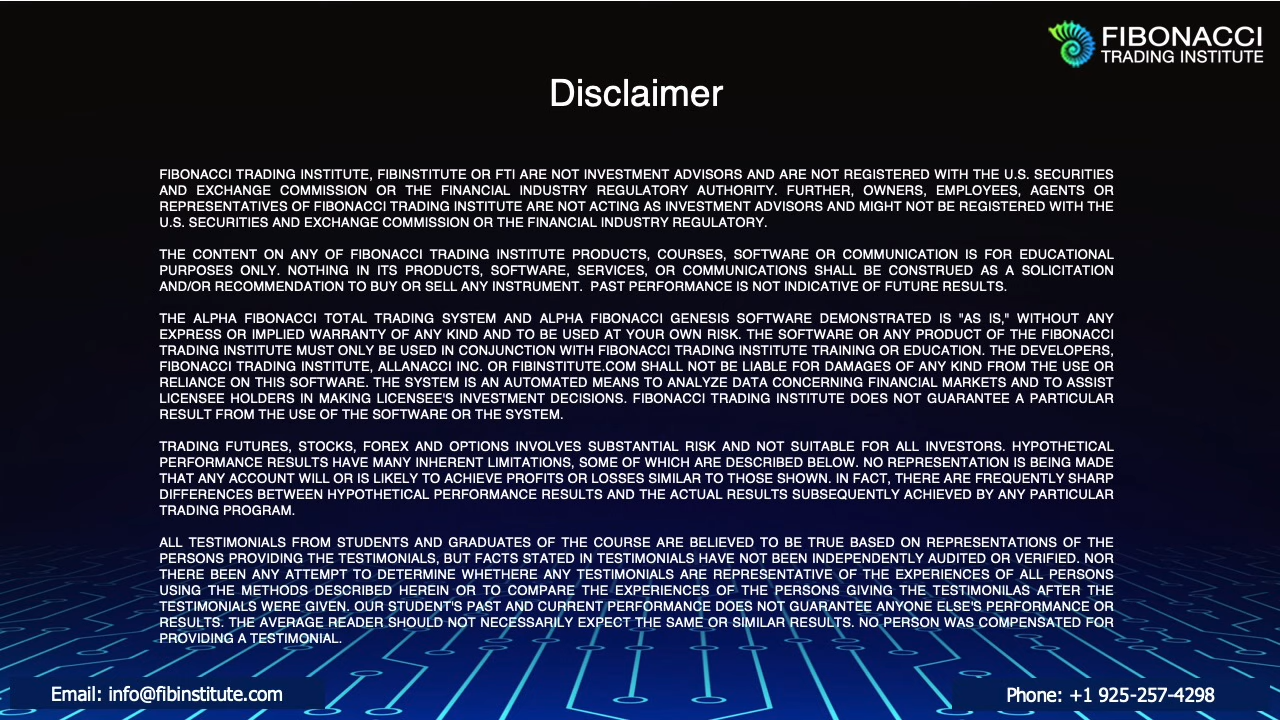 FIBONACCI
TRADING INSTITUTE
Disclaimer
FIBONACCI TRADING INSTITUTE, FIBINSTITUTE OR FTI ARE NOT INVESTMENT ADVISORS AND ARE NOT REGISTERED WITH THE U.S. SECURITIES
AND EXCHANGE COMMISSION OR THE FINANCIAL INDUSTRY REGULATORY AUTHORITY. FURTHER, OWNERS, EMPLOYEES, AGENTS OR
REPRESENTATIVES OF FIBONACCI TRADING INSTITUTE ARE NOT ACTING AS INVESTMENT ADVISORS AND MIGHT NOT BE REGISTERED WITH THE
U.S. SECURITIES AND EXCHANGE COMMISSION OR THE FINANCIAL INDUSTRY REGULATORY.
THE CONTENT ON ANY OF FIBONACCI TRADING INSTITUTE PRODUCTS, COURSES, SOFTWARE OR COMMUNICATION IS FOR EDUCATIONAL
PURPOSES ONLY. NOTHING IN ITS PRODUCTS, SOFTWARE, SERVICES, OR COMMUNICATIONS SHALL BE CONSTRUED AS A SOLICITATION
AND/OR RECOMMENDATION TO BUY OR SELL ANY INSTRUMENT. PAST PERFORMANCE IS NOT INDICATIVE OF FUTURE RESULTS.
THE ALPHA FIBONACCI TOTAL TRADING SYSTEM AND ALPHA FIBONACCI GENESIS SOFTWARE DEMONSTRATED IS "AS IS," WITHOUT ANY
EXPRESS OR IMPLIED WARRANTY OF ANY KIND AND TO BE USED AT YOUR OWN RISK. THE SOFTWARE OR ANY PRODUCT OF THE FIBONACCI
TRADING INSTITUTE MUST ONLY BE USED IN CONJUNCTION WITH FIBONACCI TRADING INSTITUTE TRAINING OR EDUCATION. THE DEVELOPERS,
FIBONACCI TRADING INSTITUTE, ALLANACCI INC. OR FIBINSTITUTE.COM SHALL NOT BE LIABLE FOR DAMAGES OF ANY KIND FROM THE USE OR
RELIANCE ON THIS SOFTWARE. THE SYSTEM IS AN AUTOMATED MEANS TO ANALYZE DATA CONCERNING FINANCIAL MARKETS AND TO ASSIST
LICENSEE HOLDERS IN MAKING LICENSEE'S INVESTMENT DECISIONS. FIBONACCI TRADING INSTITUTE DOES NOT GUARANTEE A PARTICULAR
RESULT FROM THE USE OF THE SOFTWARE OR THE SYSTEM.
TRADING FUTURES, STOCKS, FOREX AND OPTIONS INVOLVES SUBSTANTIAL RISK AND NOT SUITABLE FOR ALL INVESTORS. HYPOTHETICAL
PERFORMANCE RESULTS HAVE MANY INHERENT LIMITATIONS, SOME OF WHICH ARE DESCRIBED BELOW. NO REPRESENTATION IS BEING MADE
THAT ANY ACCOUNT WILL OR IS LIKELY TO ACHIEVE PROFITS OR LOSSES SIMILAR TO THOSE SHOWN. IN FACT, THERE ARE FREQUENTLY SHARP
DIFFERENCES BETWEEN HYPOTHETICAL PERFORMANCE RESULTS AND THE ACTUAL RESULTS SUBSEQUENTLY ACHIEVED BY ANY PARTICULAR
TRADING PROGRAM.
ALL TESTIMONIALS FROM STUDENTS AND GRADUATES OF THE COURSE ARE BELIEVED TO BE TRUE BASED ON REPRESENTATIONS OF THE
PERSONS PROVIDING THE TESTIMONIALS, BUT FACTS STATED IN TESTIMONIALS HAVE NOT BEEN INDEPENDENTLY AUDITED OR VERIFIED. NOR
THERE BEEN ANY ATTEMPT TO DETERMINE WHETHERE ANY TESTIMONIALS ARE REPRESENTATIVE OF THE EXPERIENCES OF ALL PERSONS
USING THE METHODS DESCRIBED HEREIN OR TO COMPARE THE EXPERIENCES OF THE PERSONS GIVING THE TESTIMONILAS AFTER THE
TESTIMONIALS WERE GIVEN. OUR STUDENT'S PAST AND CURRENT PERFORMANCE DOES NOT GUARANTEE ANYONE ELSE'S PERFORMANCE OR
RESULTS. THE AVERAGE READER SHOULD NOT NECESSARILY EXPECT THE SAME OR SIMILAR RESULTS. NO PERSON WAS COMPENSATED FOR
PROVIDING A TESTIMONIAL.
Email: info@fibinstitute.com
Phone: +1 925-257-4298